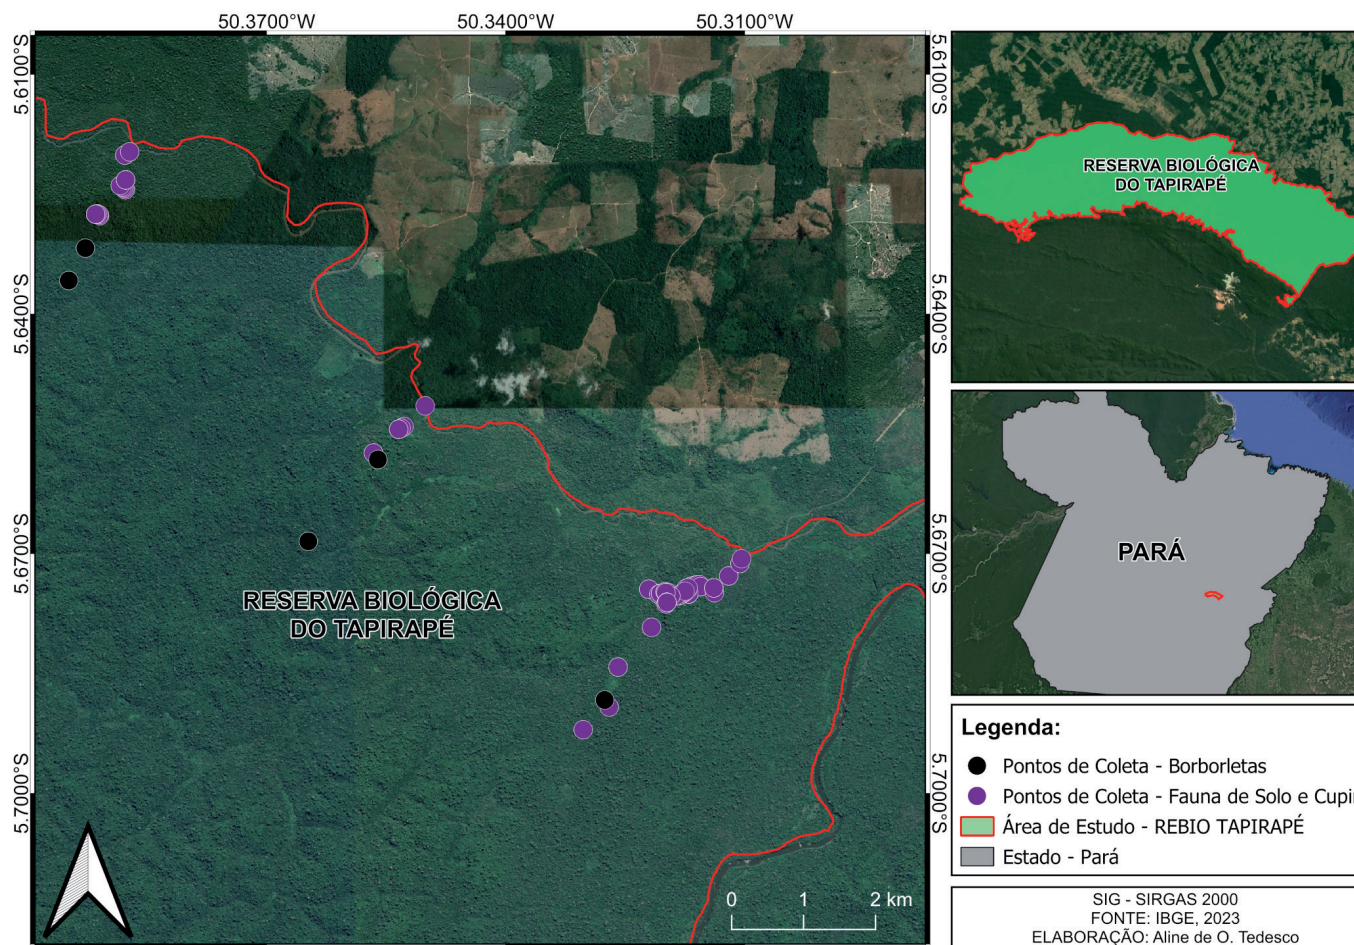 50.3700°W 50.3400°W 50.3100°W
5.6100°S 5.6100°S
5.6400°S 5.6400°S
5.6700°S 5.6700°S
5.7000°S 5.7000°S
RESERVA BIOLÓGICA
DO TAPIRAPÉ
0 1 2 km
RESERVA BIOLÓGICA
DO TAPIRAPÉ
PARÁ
Legenda:
Pontos de Coleta - Borborletas
Pontos de Coleta - Fauna de Solo e Cupi
Área de Estudo - REBIO TAPIRAPÉ
Estado - Pará
SIG - SIRGAS 2000
FONTE: IBGE, 2023
ELABORAÇÃO: Aline de O. Tedesco